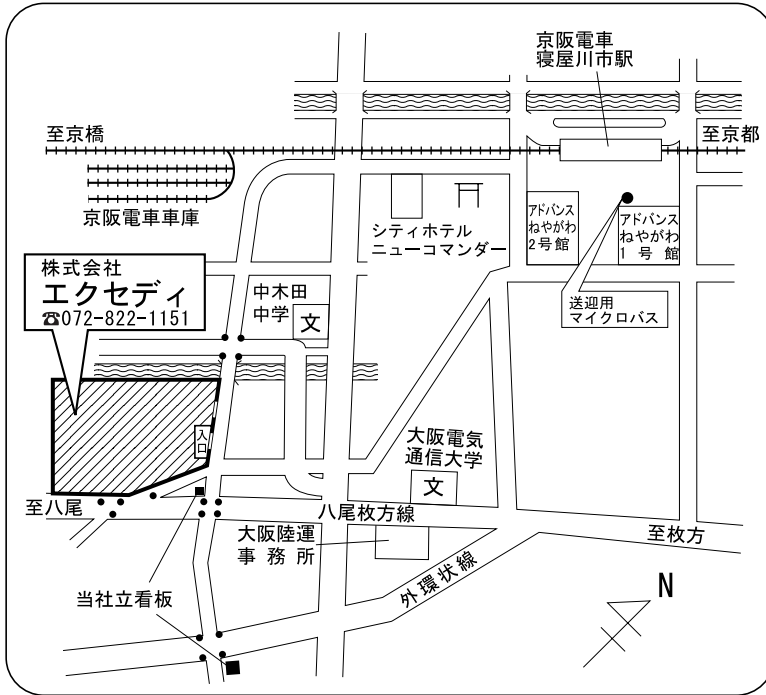 京阪電車
寝屋川市駅
至京橋
至京都
京阪電車車庫
シティホテル
ニューコマンダー
アドバンス
ねやがわ
2号館
アドバンス
ねやがわ
1号館
株式会社
エクセディ
☎072-822-1151
中木田
中学
文
送迎用
マイクロバス
入口
大阪電気
通信大学
文
至八尾
八尾枚方線
大阪陸運
事務所
至枚方
外環状線
当社立看板
N